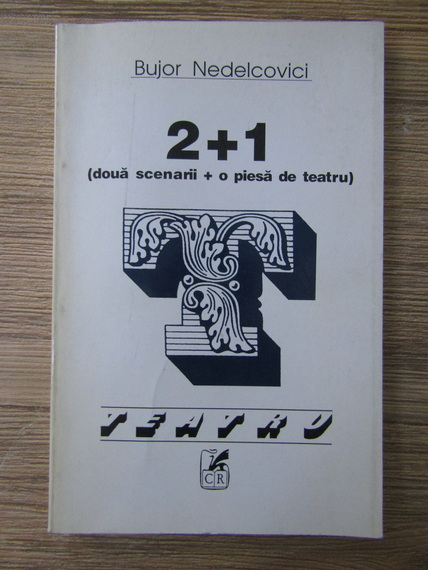 Bujor Nedelcovici
2+1
(două scenarii + o piesă de teatru)
T
TEATRU
CR